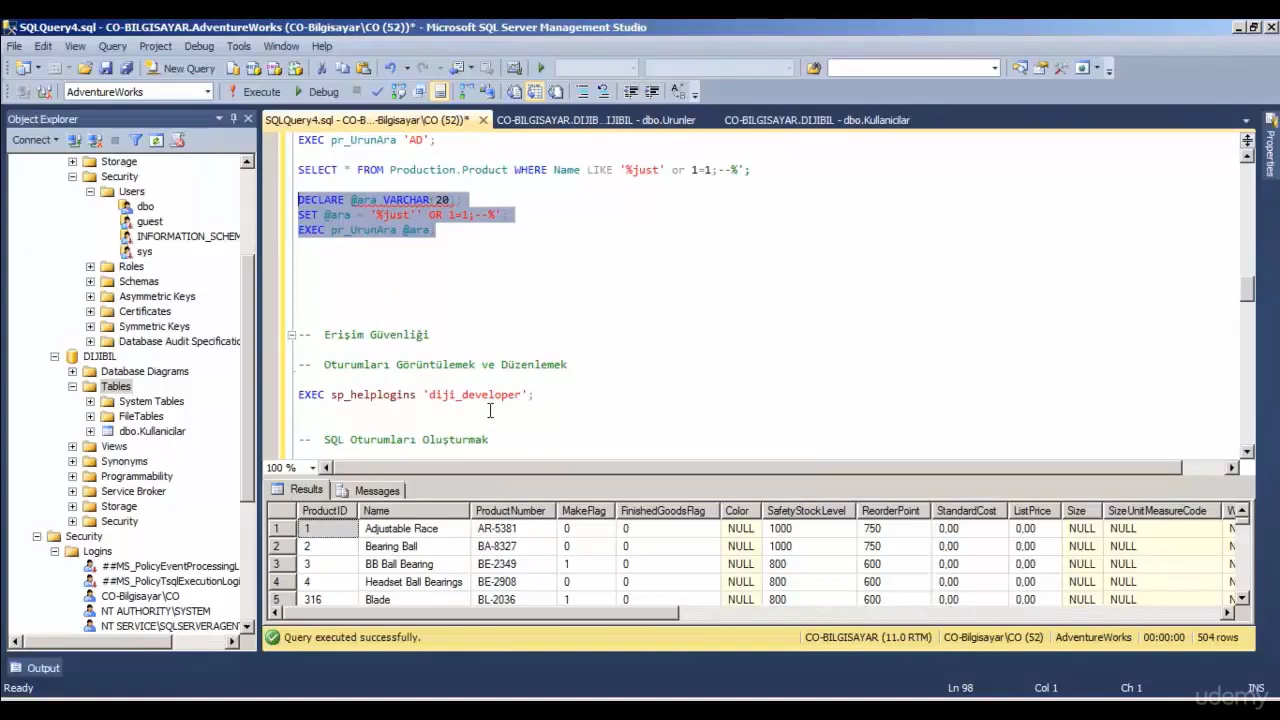 SQLQuery4.sql - CO-BILGISAYAR.AdventureWorks (CO-Bilgisayar\CO (52))* - Microsoft SQL Server Management Studio
File Edit View Query Project Debug Tools Window Help
New Query
AdventureWorks Execute Debug
Object Explorer
SQLQuery4.sql - CO-B...-Bilgisayar\CO (52))* CO-BILGISAYAR.DIJIB...IJIBIL - dbo.Urunler CO-BILGISAYAR.DIJIBIL - dbo.Kullanicilar
Connect
Storage
Security
Users
dbo
guest
INFORMATION_SCHEM
sys
Roles
Schemas
Asymmetric Keys
Certificates
Symmetric Keys
Database Audit Specificatio
DIJIBIL
Database Diagrams
Tables
System Tables
FileTables
dbo.Kullanicilar
Views
Synonyms
Programmability
Service Broker
Storage
Security
Security
Logins
##MS_PolicyEventProcessingL
##MS_PolicyTsqlExecutionLogi
CO-Bilgisayar\CO
NT AUTHORITY\SYSTEM
NT SERVICE\SQLSERVERAGEN
EXEC pr_UrunAra 'AD';
SELECT * FROM Production.Product WHERE Name LIKE '%just' or 1=1;--%';
DECLARE @ara VARCHAR(20);
SET @ara = '%just'' OR 1=1;--%';
EXEC pr_UrunAra @ara;
-- Erişim Güvenliği
-- Oturumları Görüntülemek ve Düzenlemek
EXEC sp_helplogins 'diji_developer';
-- SQL Oturumları Oluşturmak
100 %
Results Messages
ProductID Name ProductNumber MakeFlag FinishedGoodsFlag Color SafetyStockLevel ReorderPoint StandardCost ListPrice Size SizeUnitMeasureCode W
1 1 Adjustable Race AR-5381 0 0 NULL 1000 750 0,00 0,00 NULL NULL N
2 2 Bearing Ball BA-8327 0 0 NULL 1000 750 0,00 0,00 NULL NULL N
3 3 BB Ball Bearing BE-2349 1 0 NULL 800 600 0,00 0,00 NULL NULL N
4 4 Headset Ball Bearings BE-2908 0 0 NULL 800 600 0,00 0,00 NULL NULL N
5 316 Blade BL-2036 1 0 NULL 800 600 0,00 0,00 NULL NULL N
Query executed successfully. CO-BILGISAYAR (11.0 RTM) CO-Bilgisayar\CO (52) AdventureWorks 00:00:00 504 rows
Output
Ready Ln 98 Col 1 Ch 1 INS
Properties
udemy